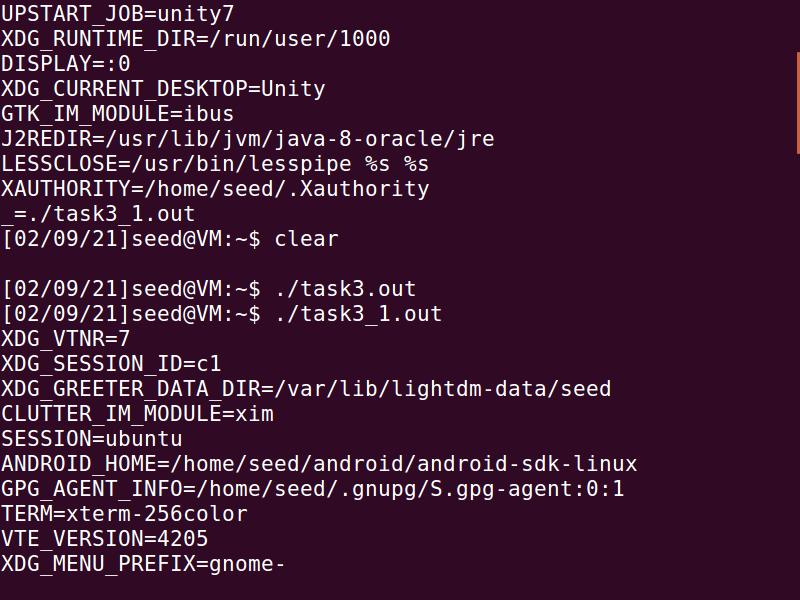 UPSTART_JOB=unity7
XDG_RUNTIME_DIR=/run/user/1000
DISPLAY=:0
XDG_CURRENT_DESKTOP=Unity
GTK_IM_MODULE=ibus
J2REDIR=/usr/lib/jvm/java-8-oracle/jre
LESSCLOSE=/usr/bin/lesspipe %s %s
XAUTHORITY=/home/seed/.Xauthority
_=./task3_1.out
[02/09/21]seed@VM:~$ clear

[02/09/21]seed@VM:~$ ./task3.out
[02/09/21]seed@VM:~$ ./task3_1.out
XDG_VTNR=7
XDG_SESSION_ID=c1
XDG_GREETER_DATA_DIR=/var/lib/lightdm-data/seed
CLUTTER_IM_MODULE=xim
SESSION=ubuntu
ANDROID_HOME=/home/seed/android/android-sdk-linux
GPG_AGENT_INFO=/home/seed/.gnupg/S.gpg-agent:0:1
TERM=xterm-256color
VTE_VERSION=4205
XDG_MENU_PREFIX=gnome-